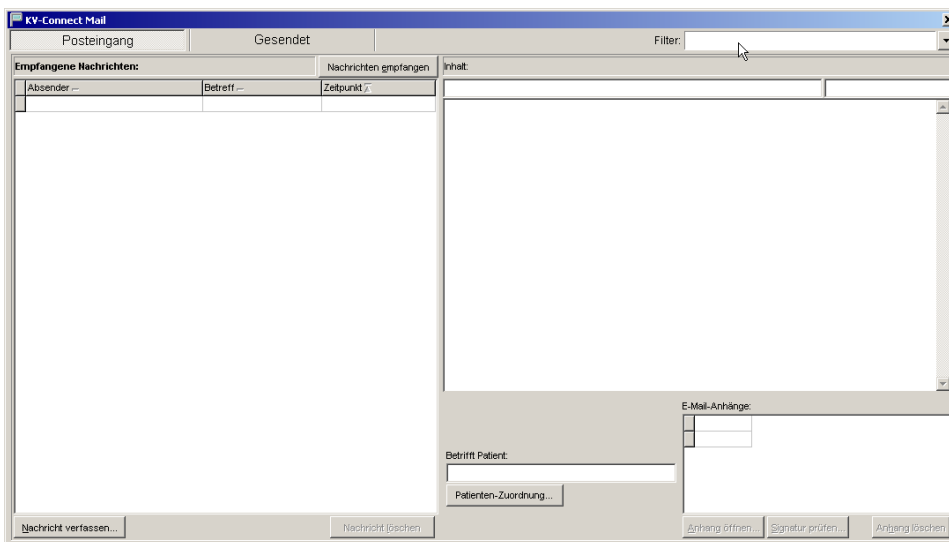 KV-Connect Mail
Posteingang Gesendet Filter:
Empfangene Nachrichten: Nachrichten empfangen Inhalt:
Absender Betreff Zeitpunkt
E-Mail-Anhänge:
Betrifft Patient:
Patienten-Zuordnung...
Nachricht verfassen... Nachricht löschen Anhang öffnen... Signatur prüfen... Anhang löschen